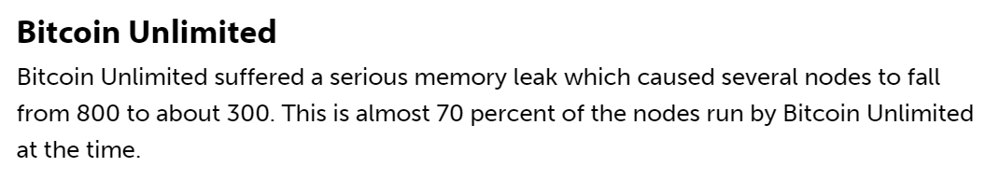 Bitcoin Unlimited
Bitcoin Unlimited suffered a serious memory leak which caused several nodes to fall
from 800 to about 300. This is almost 70 percent of the nodes run by Bitcoin Unlimited
at the time.